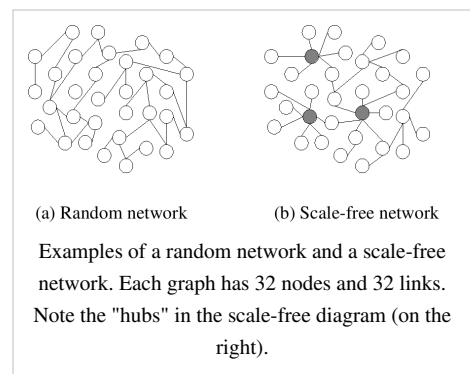 (a) Random network (b) Scale-free network
Examples of a random network and a scale-free
network. Each graph has 32 nodes and 32 links.
Note the "hubs" in the scale-free diagram (on the
right).